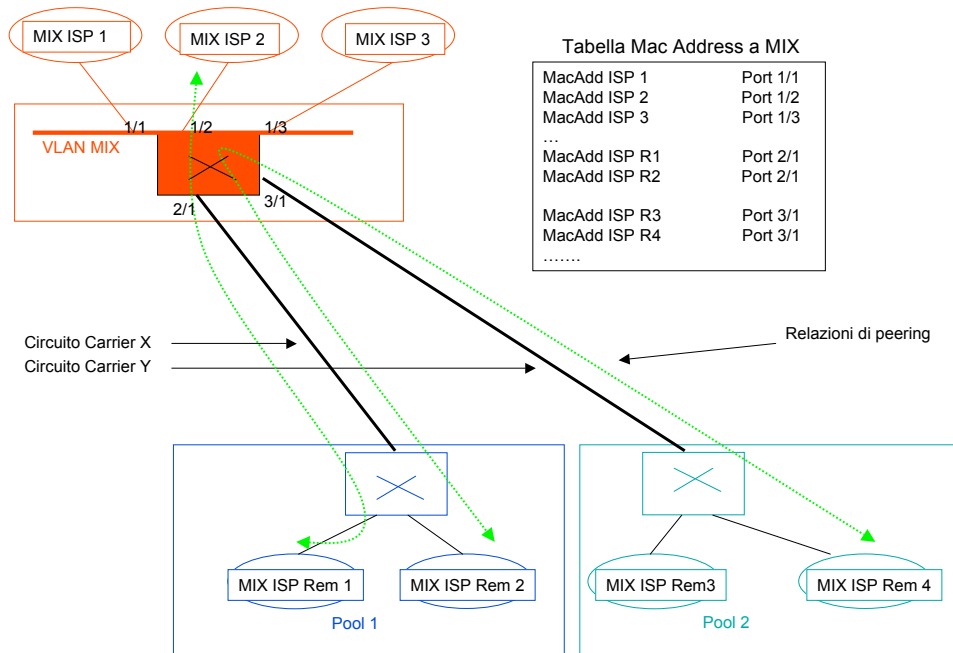 MIX ISP 1
MIX ISP 2
MIX ISP 3
Tabella Mac Address a MIX
MacAdd ISP 1 Port 1/1
MacAdd ISP 2 Port 1/2
MacAdd ISP 3 Port 1/3
…
MacAdd ISP R1 Port 2/1
MacAdd ISP R2 Port 2/1
MacAdd ISP R3 Port 3/1
MacAdd ISP R4 Port 3/1
…….
1/1
1/2
1/3
VLAN MIX
2/1
3/1
Circuito Carrier X
Circuito Carrier Y
Relazioni di peering
MIX ISP Rem 1
MIX ISP Rem 2
Pool 1
MIX ISP Rem3
MIX ISP Rem 4
Pool 2